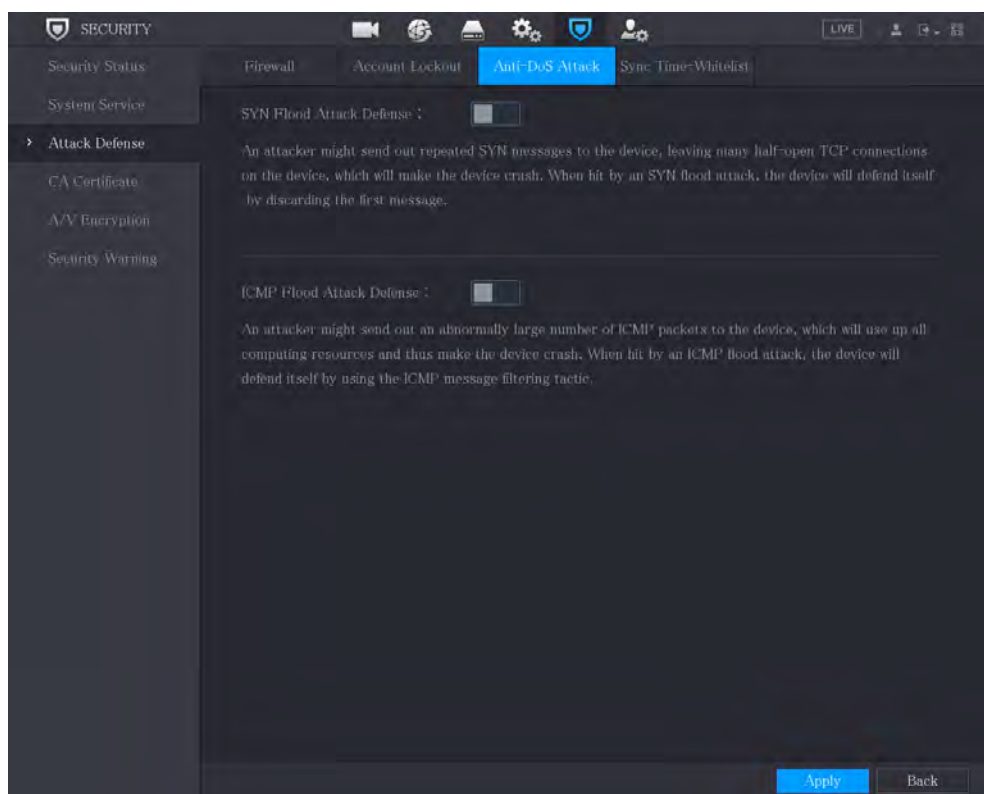 SECURITY
LIVE
Security Status
Firewall Account Lockout Anti-DoS Attack Sync Time-Whitelist
System Service
SYN Flood Attack Defense :
Attack Defense
An attacker might send out repeated SYN messages to the device, leaving many half-open TCP connections
CA Certificate
on the device, which will make the device crash. When hit by an SYN flood attack, the device will defend itself
by discarding the first message.
A/V Encryption
Security Warning
ICMP Flood Attack Defense :
An attacker might send out an abnormally large number of ICMP packets to the device, which will use up all
computing resources and thus make the device crash. When hit by an ICMP flood attack, the device will
defend itself by using the ICMP message filtering tactic.
Apply Back